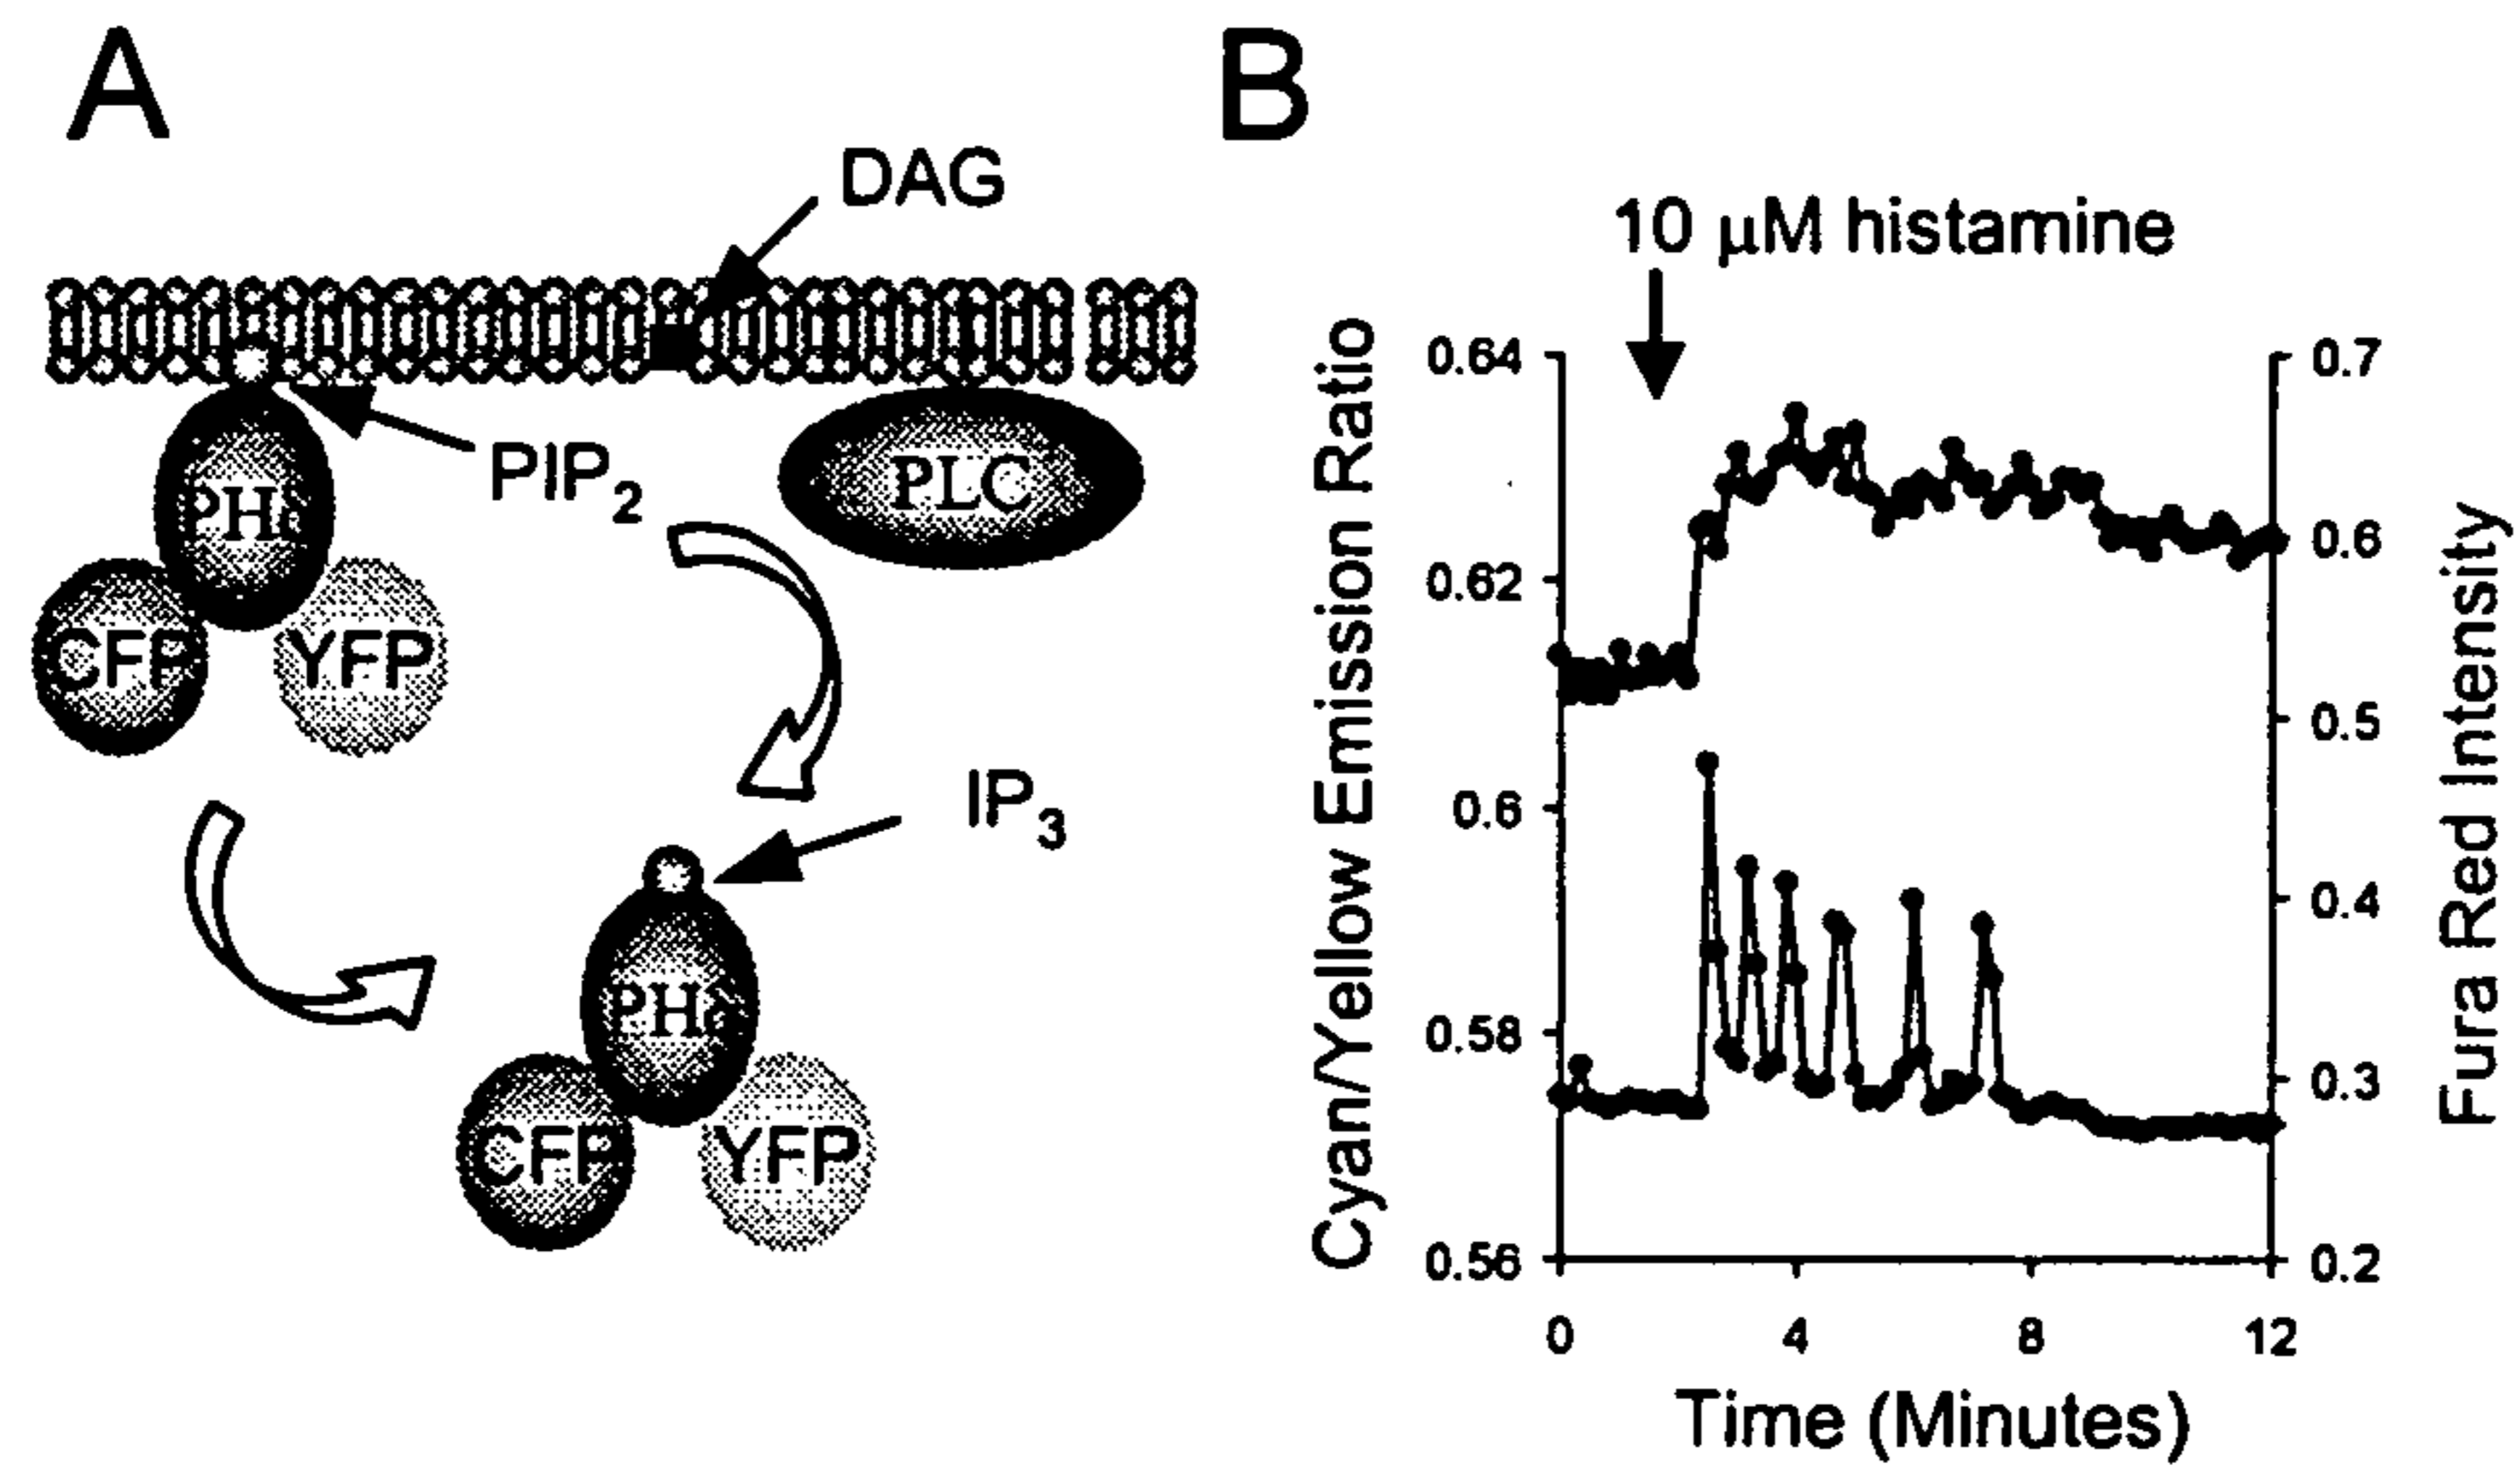 A
B
DAG
PIP2
PH
PLC
CFP
YFP
IP3
PH
CFP
YFP
10 µM histamine
Cyan/Yellow Emission Ratio
0.64
0.62
0.6
0.58
0.56
0.7
0.6
0.5
0.4
0.3
0.2
Fura Red Intensity
0 4 8 12
Time (Minutes)